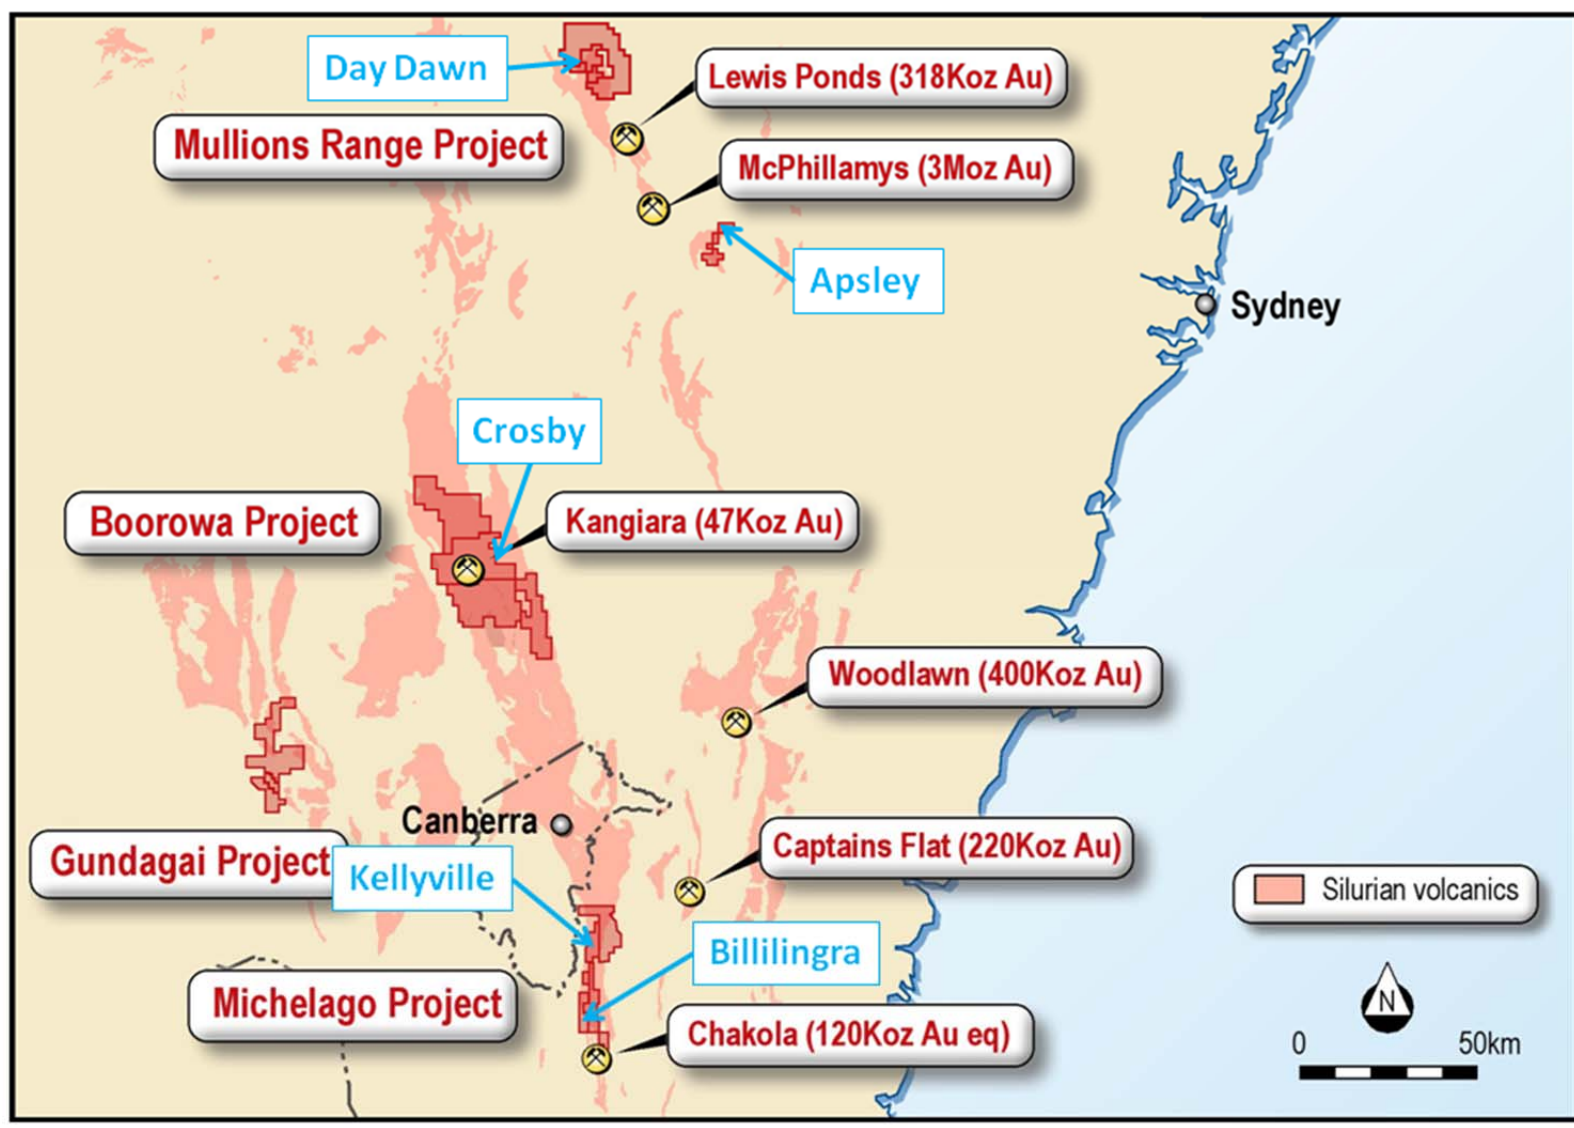 Day Dawn
Lewis Ponds (318Koz Au)
Mullions Range Project
McPhillamys (3Moz Au)
Apsley
Sydney
Crosby
Boorowa Project
Kangiara (47Koz Au)
Woodlawn (400Koz Au)
Canberra
Captains Flat (220Koz Au)
Gundagai Project
Kellyville
Silurian volcanics
Billilingra
Michelago Project
N
Chakola (120Koz Au eq)
0 50km